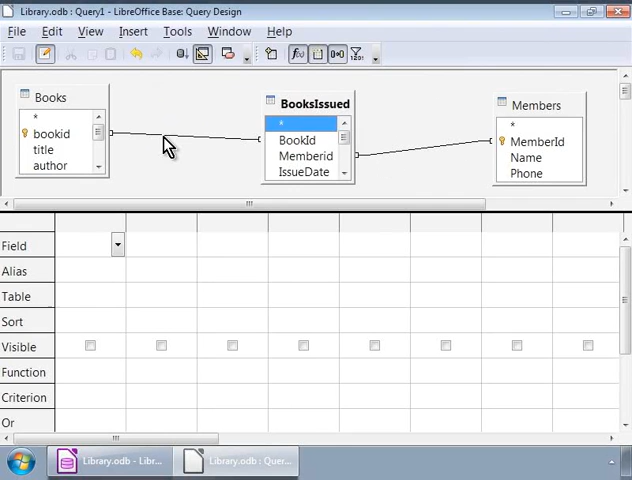 Library.odb : Query1 - LibreOffice Base: Query Design
File Edit View Insert Tools Window Help
f(x)
Books
*
bookid
title
author
BooksIssued
*
BookId
Memberid
IssueDate
Members
*
MemberId
Name
Phone
Field
Alias
Table
Sort
Visible
Function
Criterion
Or
Library.odb - Libr...
Library.odb : Quer...